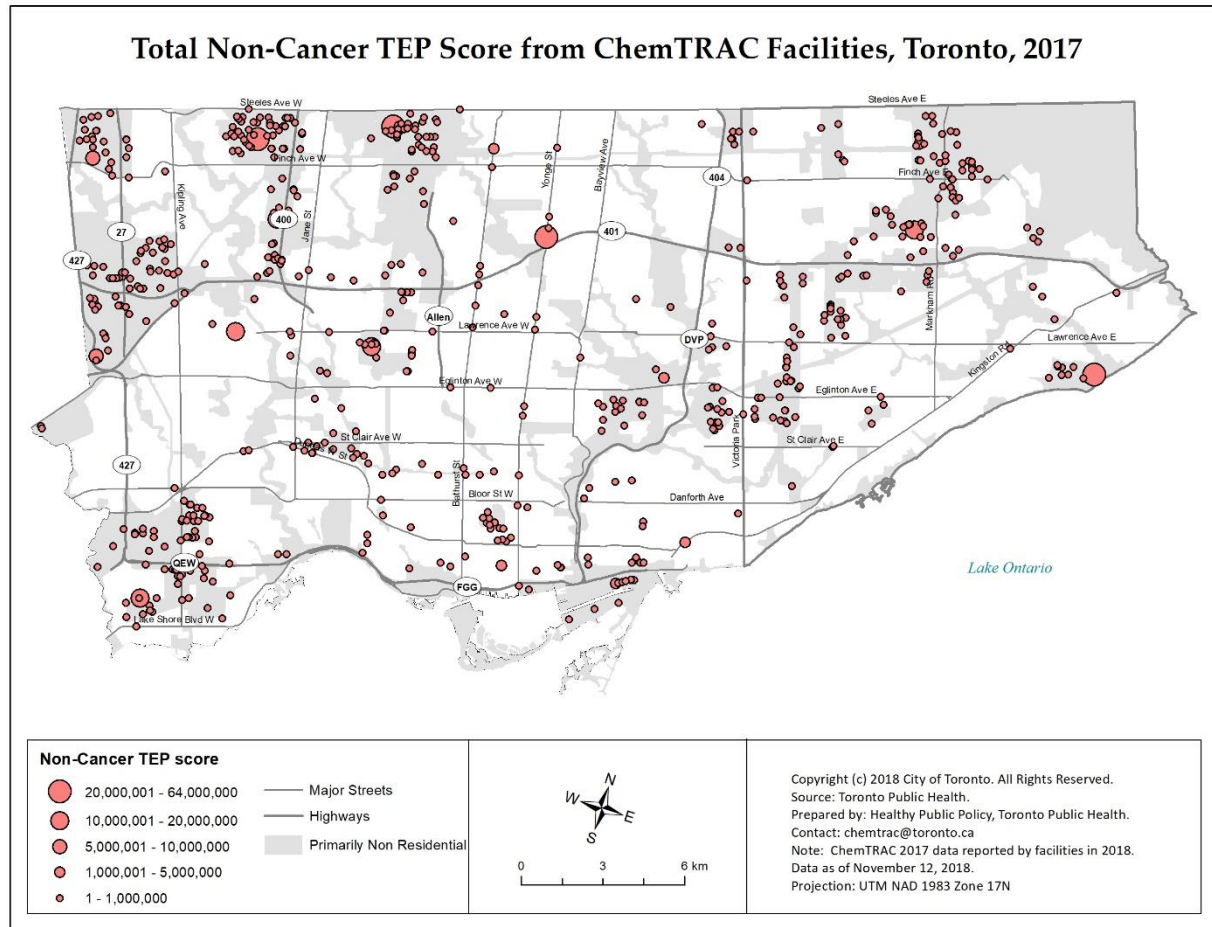 Total Non-Cancer TEP Score from ChemTRAC Facilities, Toronto, 2017
Steeles Ave W
Steeles Ave E
Finch Ave W
Finch Ave E
Kipling Ave
Jane St
Yonge St
Bayview Ave
404
400
27
401
427
Allen
Markham Rd
Lawrence Ave W
DVP
Lawrence Ave E
Kingston Rd
Eglinton Ave W
Eglinton Ave E
Victoria Park
St Clair Ave W
St Clair Ave E
427
Bathurst St
Bloor St W
Danforth Ave
QEW
FGG
Lake Ontario
Lake Shore Blvd W
Non-Cancer TEP score
20,000,001 - 64,000,000
10,000,001 - 20,000,000
5,000,001 - 10,000,000
1,000,001 - 5,000,000
1 - 1,000,000
Major Streets
Highways
Primarily Non Residential
N
W
E
S
0 3 6 km
Copyright (c) 2018 City of Toronto. All Rights Reserved.
Source: Toronto Public Health.
Prepared by: Healthy Public Policy, Toronto Public Health.
Contact: chemtrac@toronto.ca
Note: ChemTRAC 2017 data reported by facilities in 2018.
Data as of November 12, 2018.
Projection: UTM NAD 1983 Zone 17N